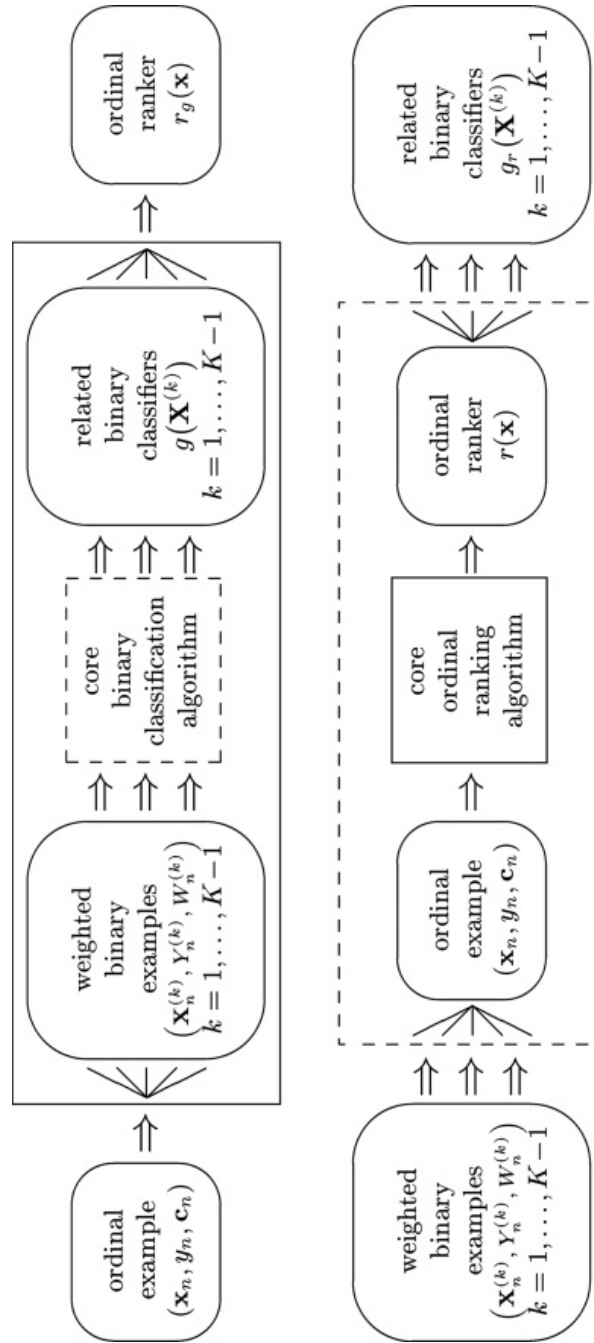 ordinal
example
(x_n, y_n, c_n)
weighted
binary
examples
(X_n^(k), Y_n^(k), W_n^(k))
k = 1, . . . , K−1
core
binary
classification
algorithm
related
binary
classifiers
g(X^(k))
k = 1, . . . , K−1
ordinal
ranker
r_g(x)
weighted
binary
examples
(X_n^(k), Y_n^(k), W_n^(k))
k = 1, . . . , K−1
ordinal
example
(x_n, y_n, c_n)
core
ordinal
ranking
algorithm
ordinal
ranker
r(x)
related
binary
classifiers
g_r(X^(k))
k = 1, . . . , K−1